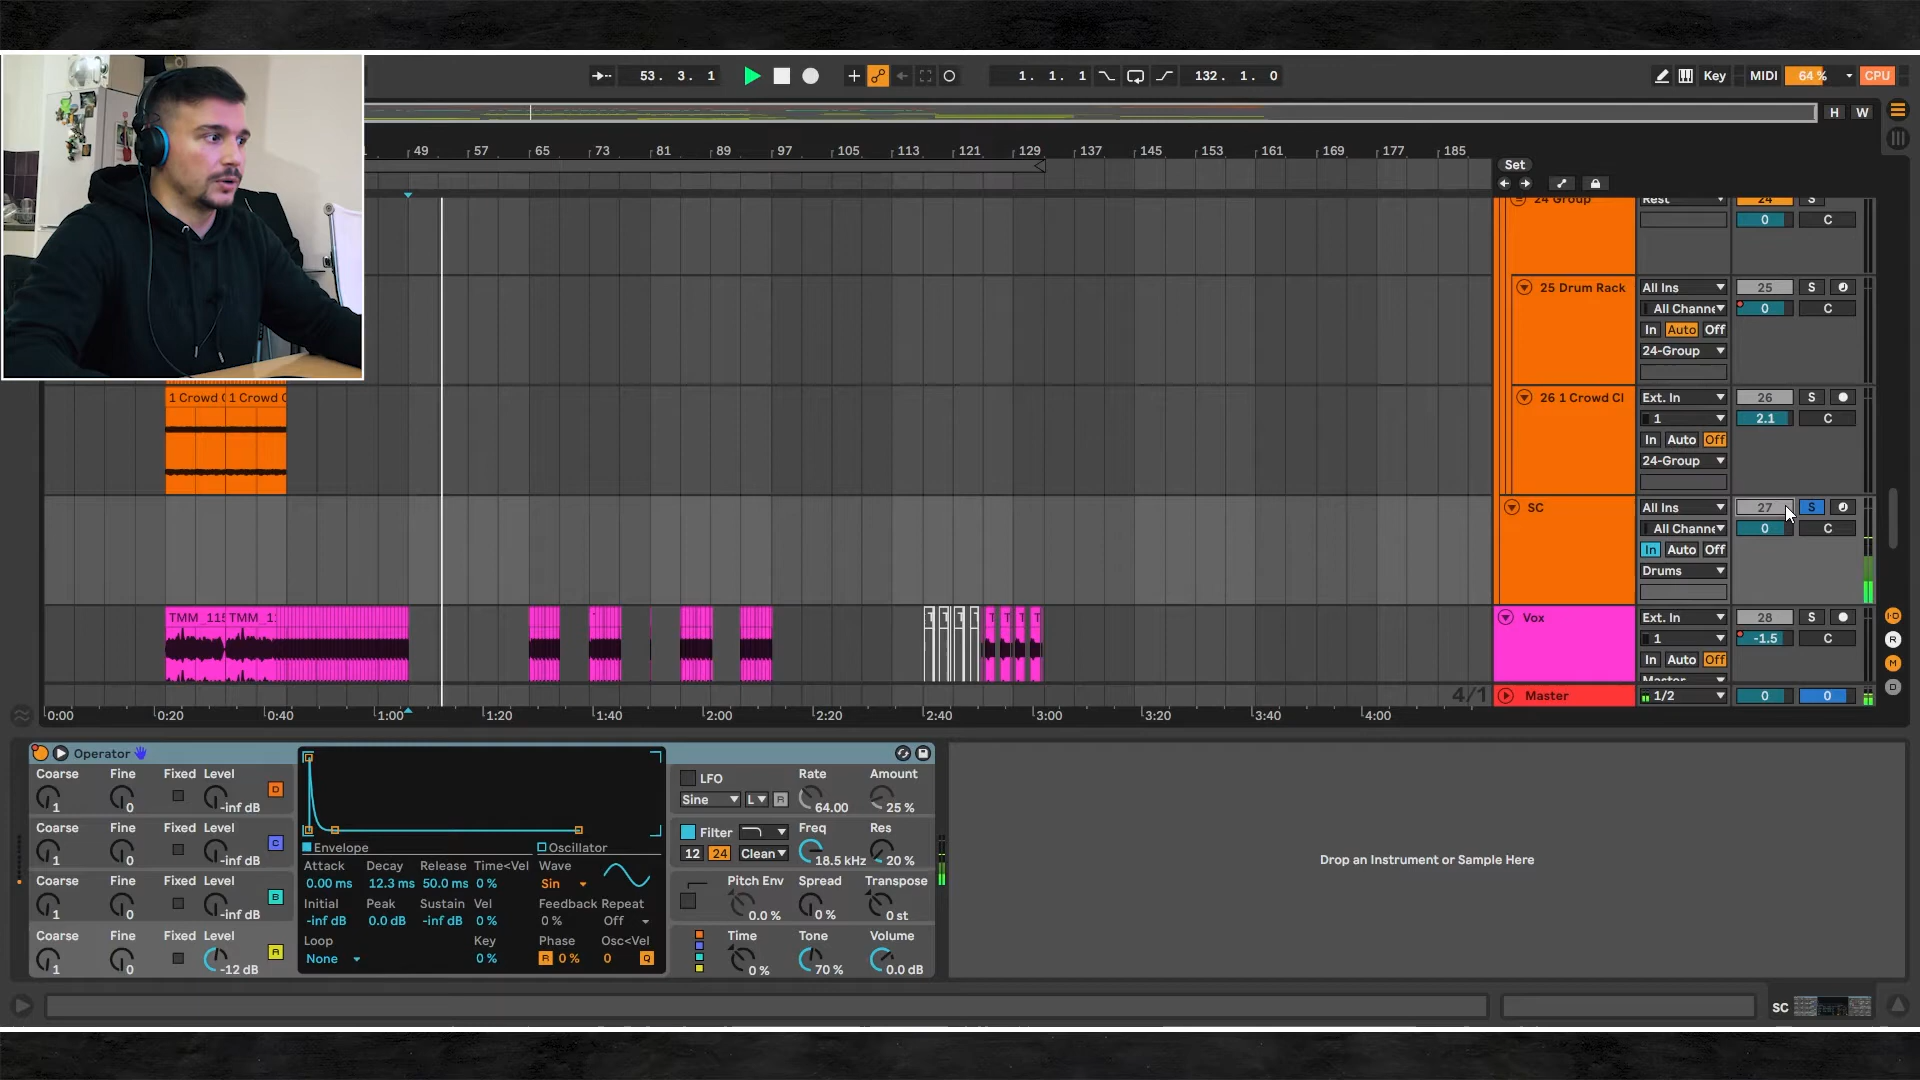 53. 3. 1
1. 1. 1
132. 1. 0
Key
MIDI
64 %
CPU
H W
49 57 65 73 81 89 97 105 113 121 129 137 145 153 161 169 177 185
Set
24 Group
Rest
24
S
0
C
25 Drum Rack
All Ins
25
S
All Channe
0
C
In Auto Off
24-Group
1 Crowd C 1 Crowd C
26 1 Crowd Cl
Ext. In
26
S
1
2.1
C
In Auto Off
24-Group
SC
All Ins
27
S
All Channe
0
C
In Auto Off
Drums
TMM_115 TMM_1:
T T T T T T T T
Vox
Ext. In
28
S
1
-1.5
C
In Auto Off
Master
4/1
Master
1/2
0
0
I·O
R
M
D
0:00 0:20 0:40 1:00 1:20 1:40 2:00 2:20 2:40 3:00 3:20 3:40 4:00
Operator
Coarse Fine Fixed Level
1 0 -inf dB
D
Coarse Fine Fixed Level
1 0 -inf dB
C
Coarse Fine Fixed Level
1 0 -inf dB
B
Coarse Fine Fixed Level
1 0 -12 dB
A
Envelope
Oscillator
Attack Decay Release Time<Vel Wave
0.00 ms 12.3 ms 50.0 ms 0 % Sin
Initial Peak Sustain Vel Feedback Repeat
-inf dB 0.0 dB -inf dB 0 % 0 % Off
Loop Key Phase Osc<Vel
None 0 % R 0 % 0 Q
LFO Rate Amount
Sine L R 64.00 25 %
Filter Freq Res
12 24 Clean 18.5 kHz 20 %
Pitch Env Spread Transpose
0.0 % 0 % 0 st
Time Tone Volume
0 % 70 % 0.0 dB
Drop an Instrument or Sample Here
SC